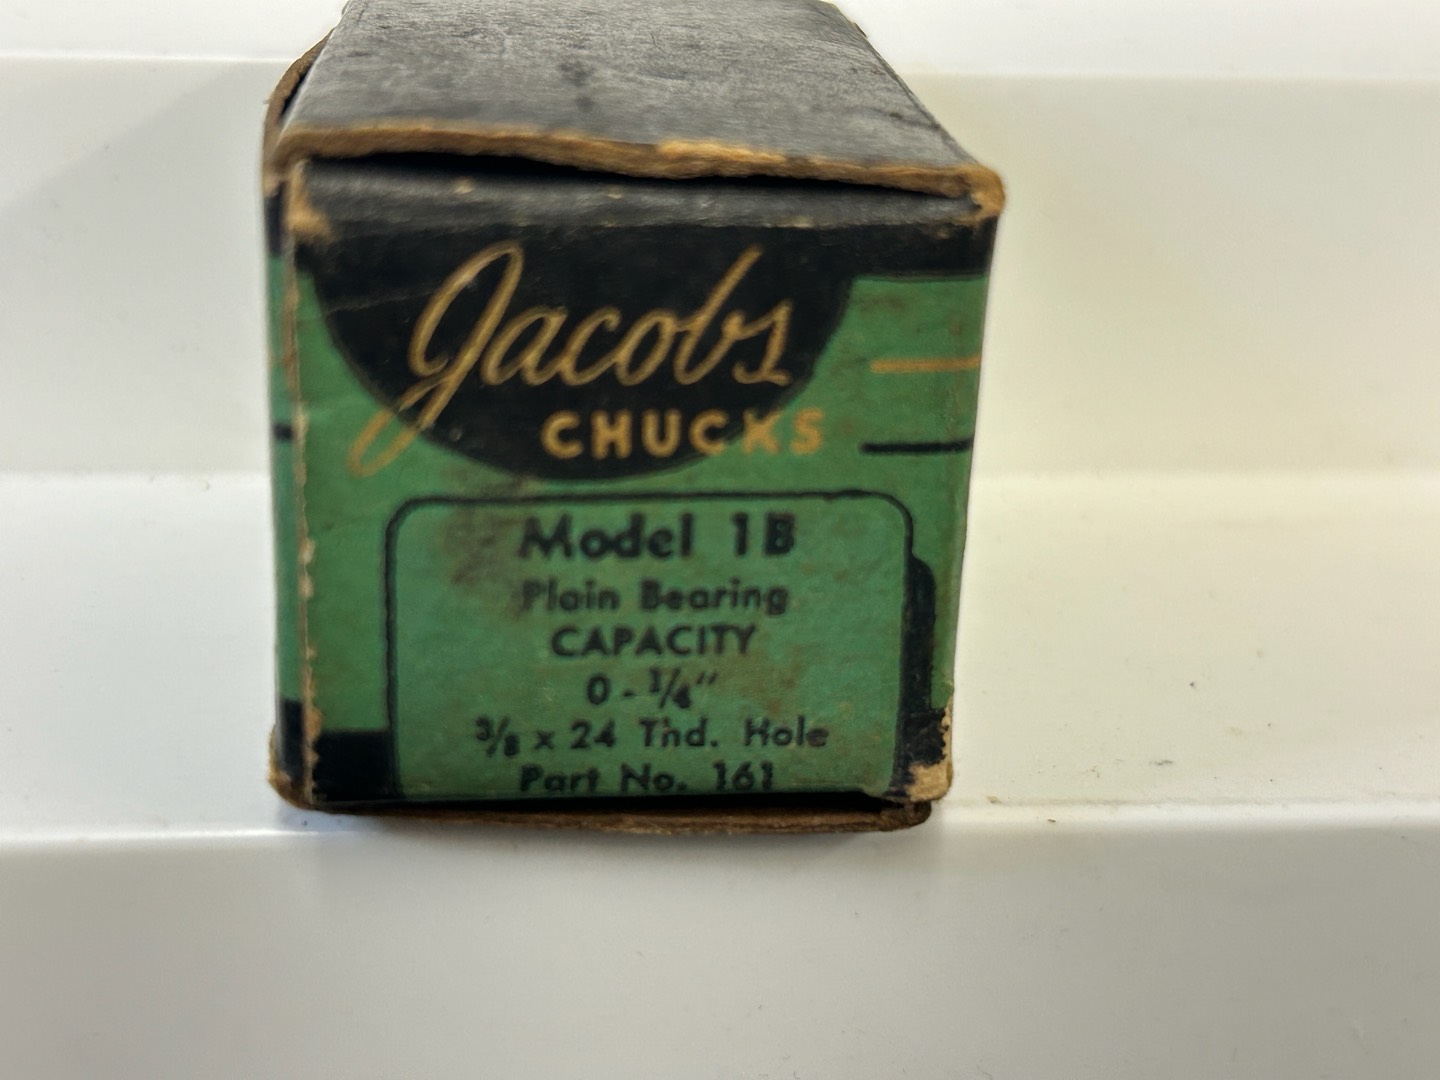 Jacobs
CHUCKS
Model 1B
Plain Bearing
CAPACITY
0-1/4"
3/8 x 24 Thd. Hole
Part No. 161